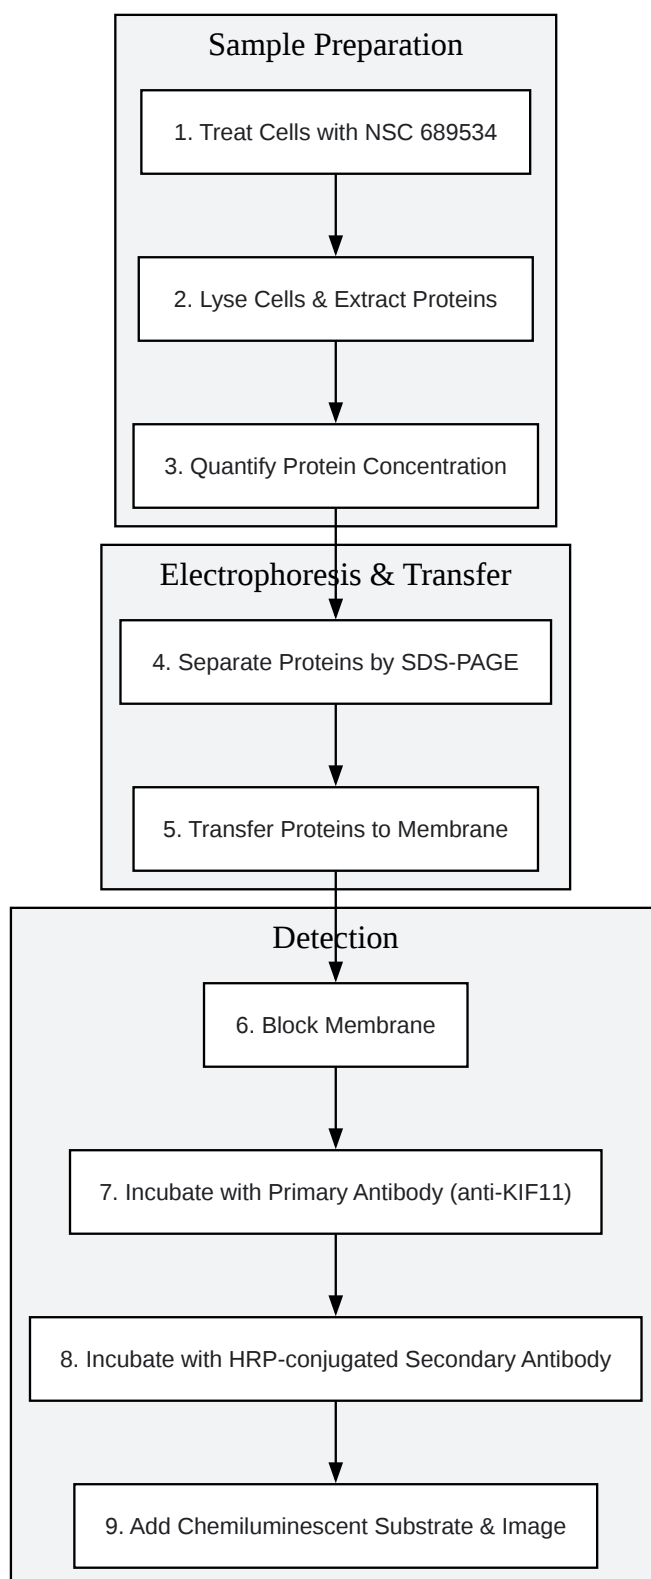 Sample Preparation
1. Treat Cells with NSC 689534
2. Lyse Cells & Extract Proteins
3. Quantify Protein Concentration
Electrophoresis & Transfer
4. Separate Proteins by SDS-PAGE
5. Transfer Proteins to Membrane
Detection
6. Block Membrane
7. Incubate with Primary Antibody (anti-KIF11)
8. Incubate with HRP-conjugated Secondary Antibody
9. Add Chemiluminescent Substrate & Image